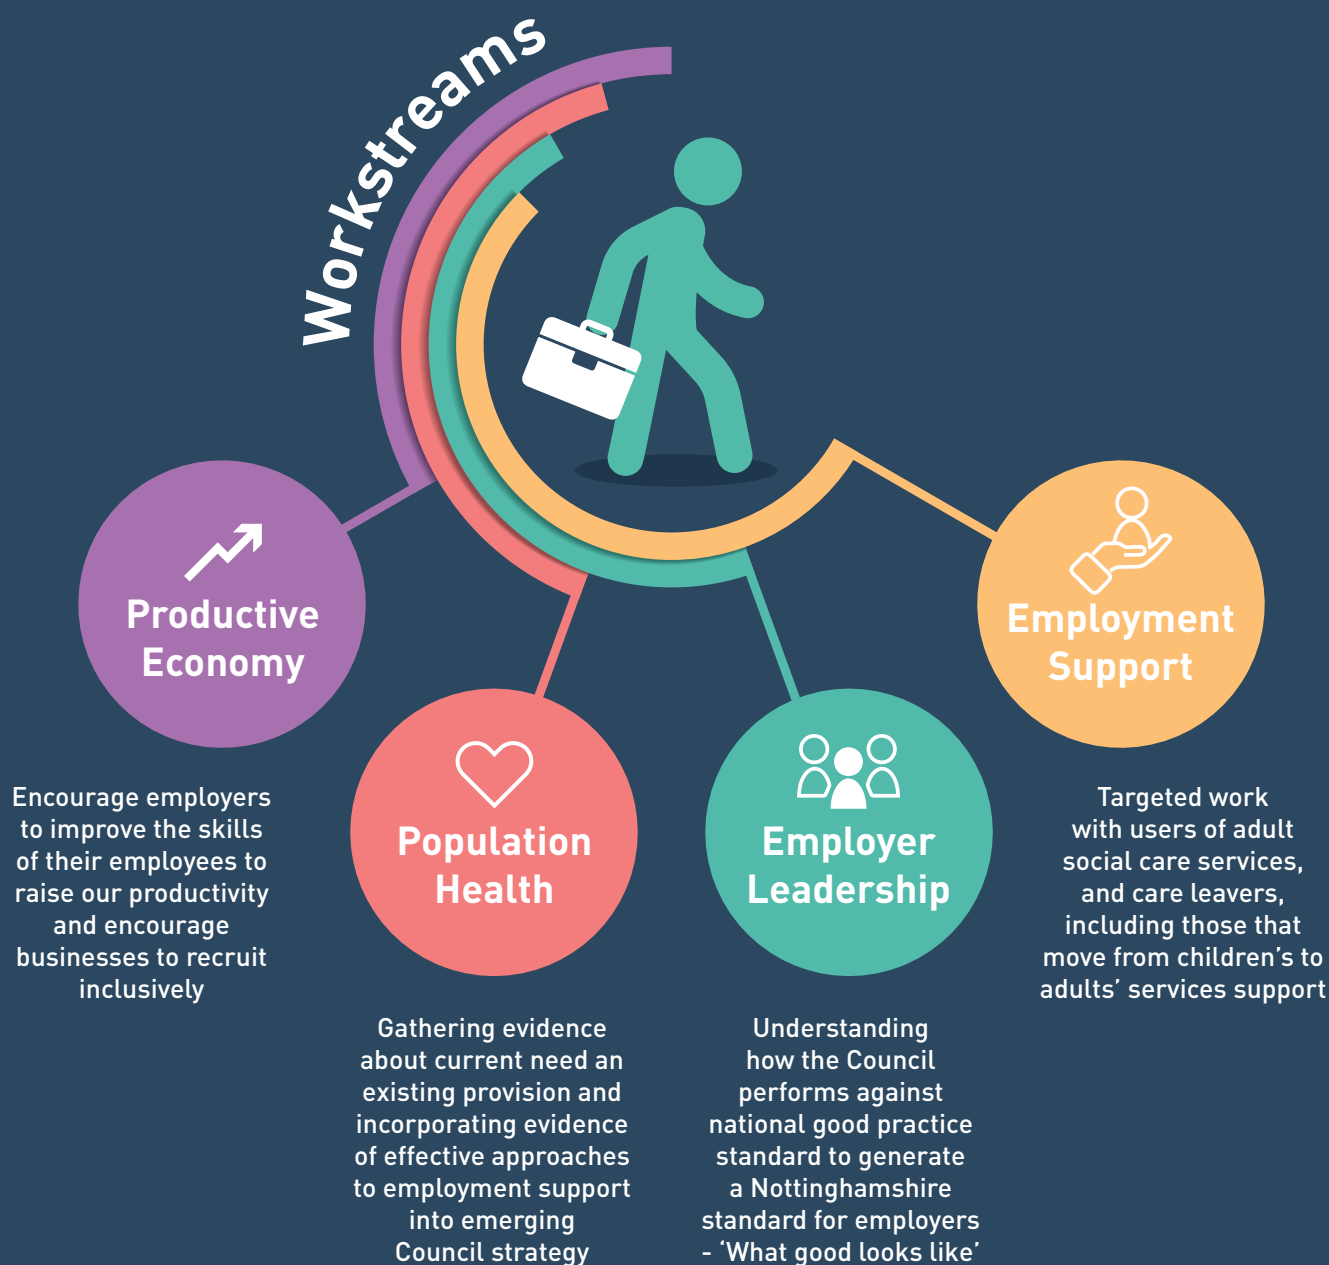 Workstreams
Productive
Economy
Encourage employers
to improve the skills
of their employees to
raise our productivity
and encourage
businesses to recruit
inclusively
Population
Health
Gathering evidence
about current need an
existing provision and
incorporating evidence
of effective approaches
to employment support
into emerging
Council strategy
Employer
Leadership
Understanding
how the Council
performs against
national good practice
standard to generate
a Nottinghamshire
standard for employers
- ‘What good looks like’
Employment
Support
Targeted work
with users of adult
social care services,
and care leavers,
including those that
move from children’s to
adults’ services support